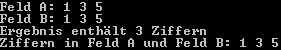 Feld A: 1 3 5
Feld B: 1 3 5
Ergebnis enthält 3 Ziffern
Ziffern in Feld A und Feld B: 1 3 5